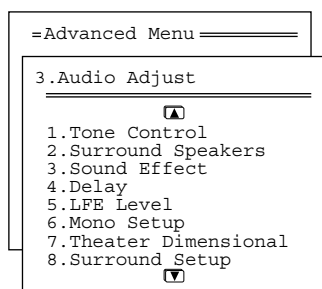 =Advanced Menu
3.Audio Adjust
1.Tone Control
2.Surround Speakers
3.Sound Effect
4.Delay
5.LFE Level
6.Mono Setup
7.Theater Dimensional
8.Surround Setup